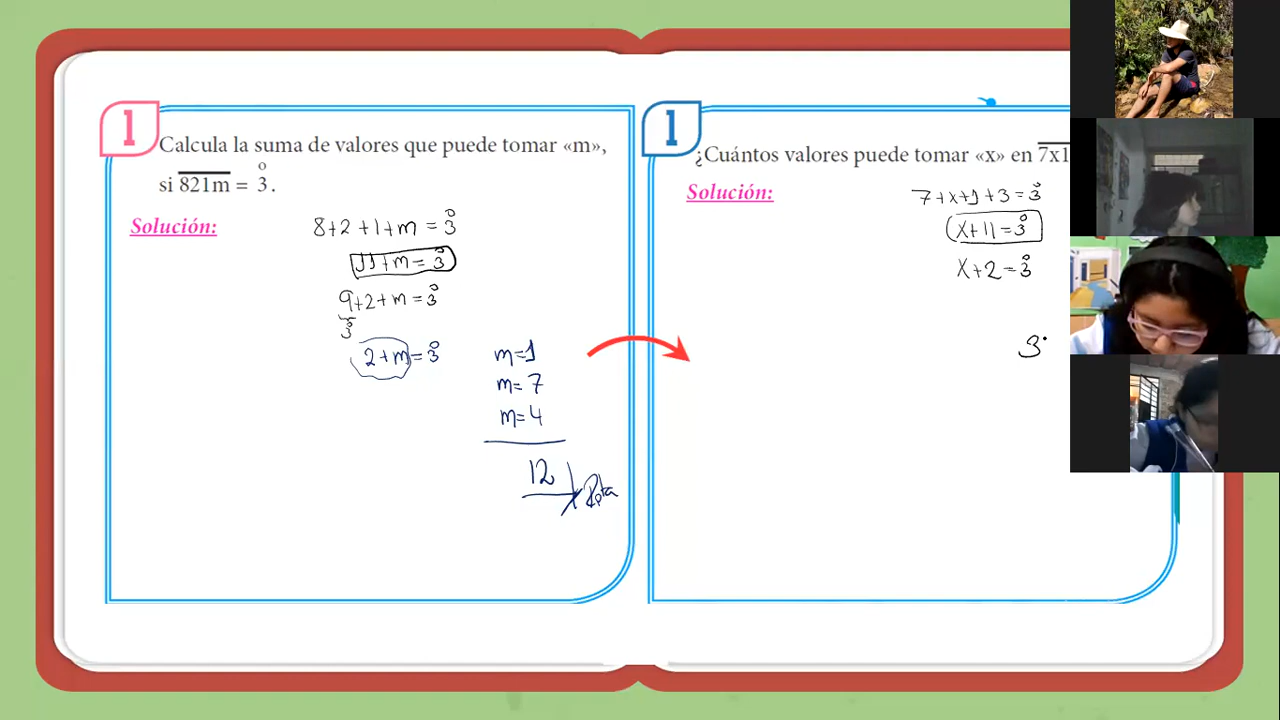 1
Calcula la suma de valores que puede tomar «m»,
si 821m = 3̊.
Solución:
8+2+1+m = 3̊
11+m = 3̊
9+2+m = 3̊
3̊
2+m = 3̊
m=1
m=7
m=4
12
Rpta
1
¿Cuántos valores puede tomar «x» en 7x1
Solución:
7+x+1+3 = 3̊
x+11 = 3̊
x+2 = 3̊
3